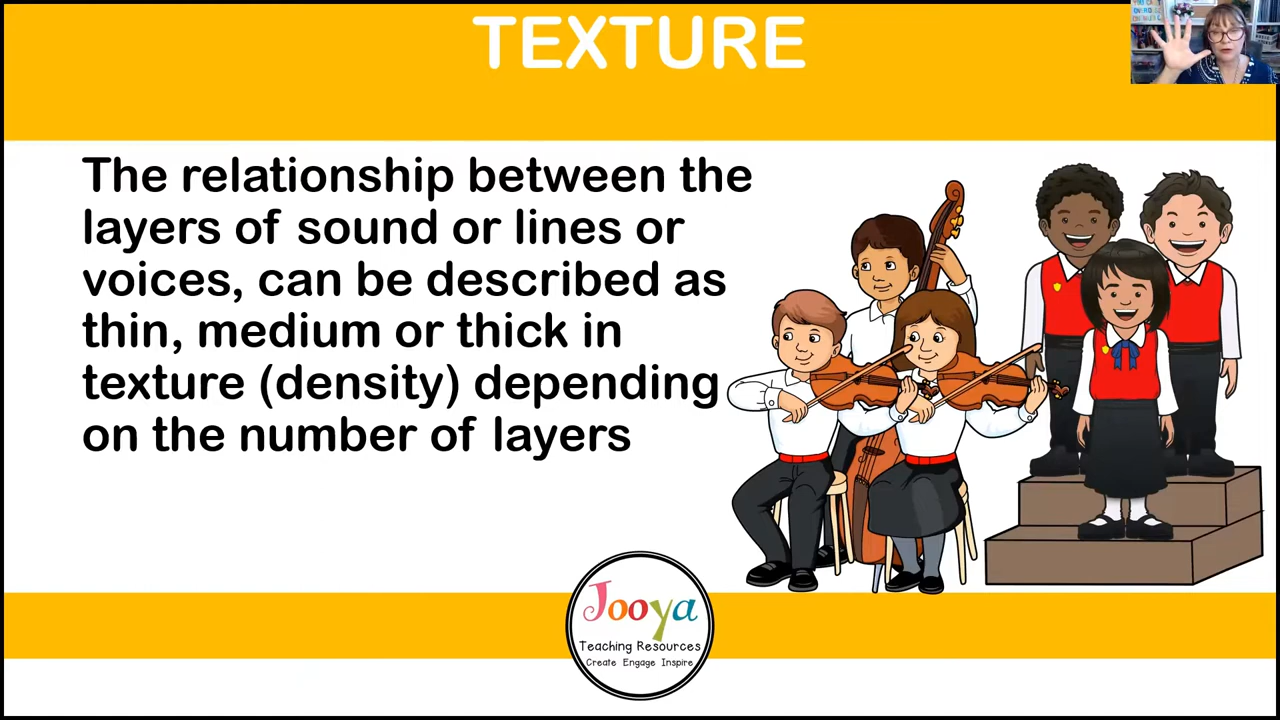 TEXTURE
The relationship between the
layers of sound or lines or
voices, can be described as
thin, medium or thick in
texture (density) depending
on the number of layers
Jooya
Teaching Resources
Create Engage Inspire